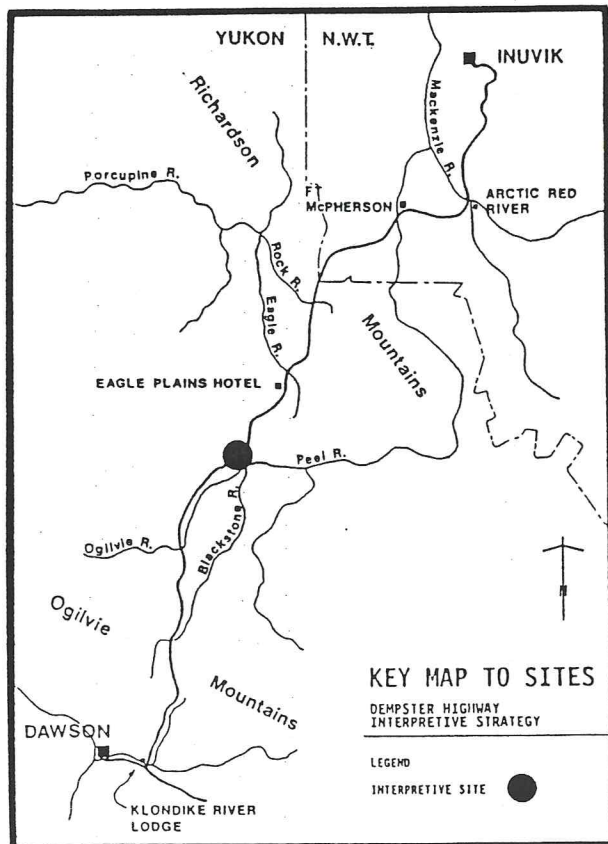 YUKON
N.W.T.
INUVIK
Richardson
Mackenzie R.
Porcupine R.
FT
McPHERSON
ARCTIC RED
RIVER
Rock R.
Eagle R.
Mountains
EAGLE PLAINS HOTEL
Peel R.
Blackstone R.
Ogilvie R.
N
Ogilvie
KEY MAP TO SITES
Mountains
DEMPSTER HIGHWAY
INTERPRETIVE STRATEGY
DAWSON
LEGEND
INTERPRETIVE SITE
KLONDIKE RIVER
LODGE